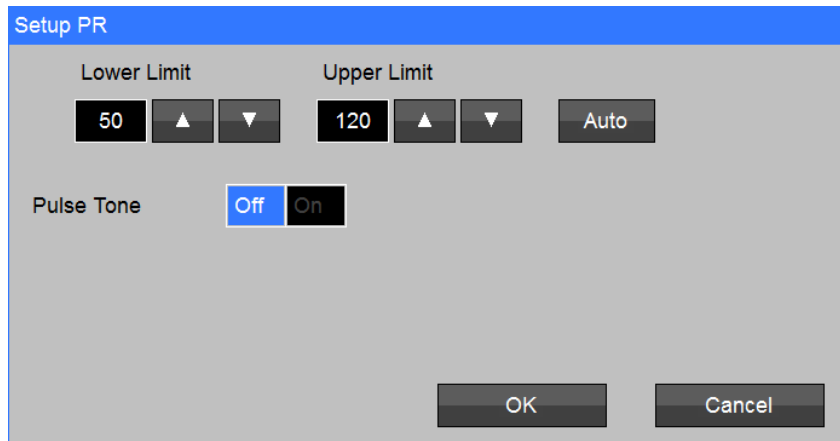 Setup PR
Lower Limit Upper Limit
50 120 Auto
Pulse Tone Off On
OK Cancel